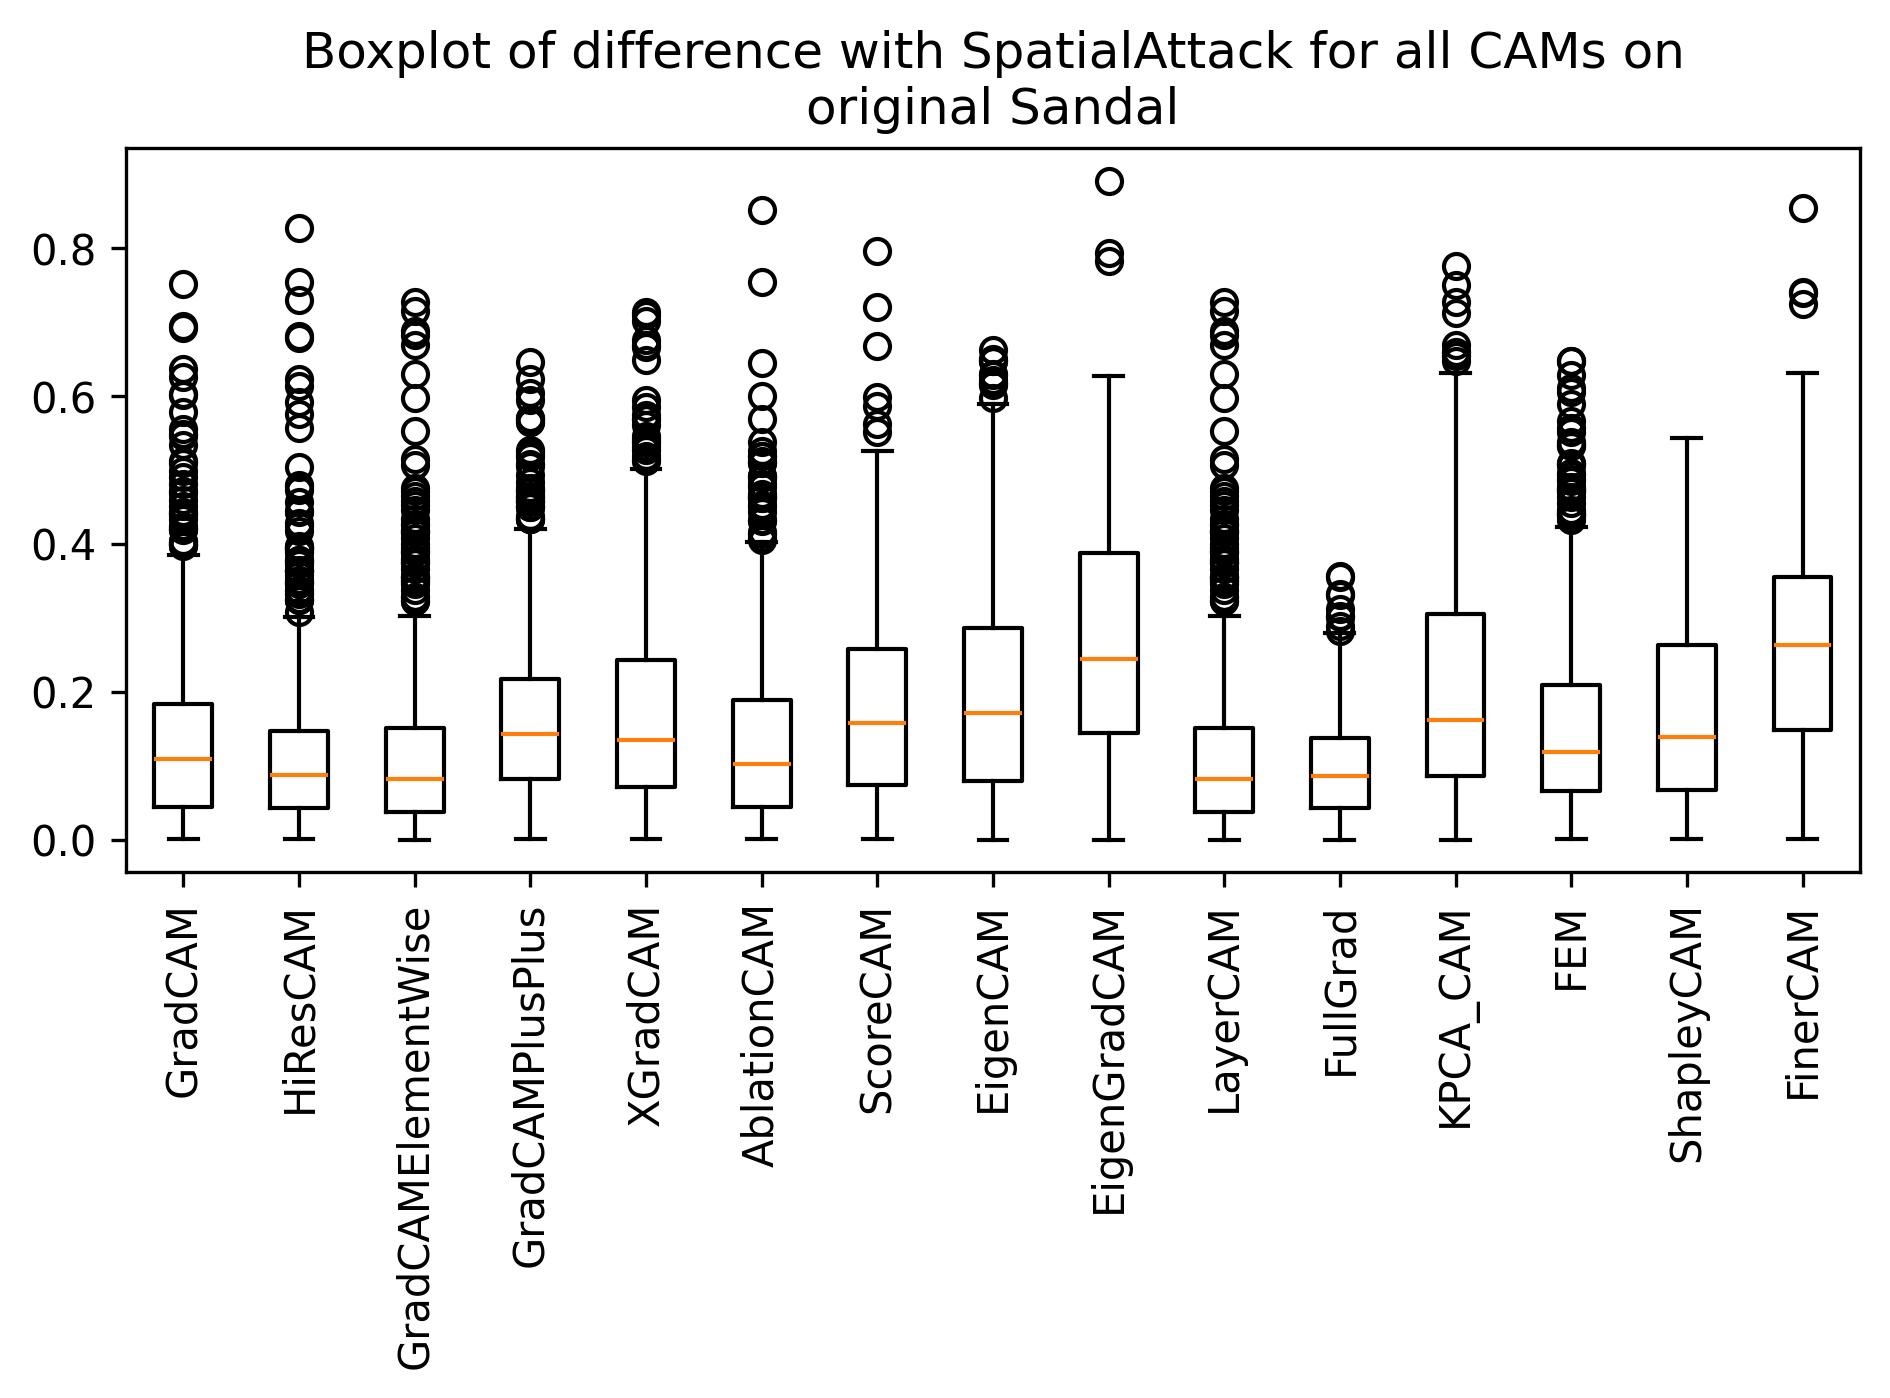 Boxplot of difference with SpatialAttack for all CAMs on
original Sandal
0.8
0.6
0.4
0.2
0.0
GradCAM
HiResCAM
GradCAMElementWise
GradCAMPlusPlus
XGradCAM
AblationCAM
ScoreCAM
EigenCAM
EigenGradCAM
LayerCAM
FullGrad
KPCA_CAM
FEM
ShapleyCAM
FinerCAM